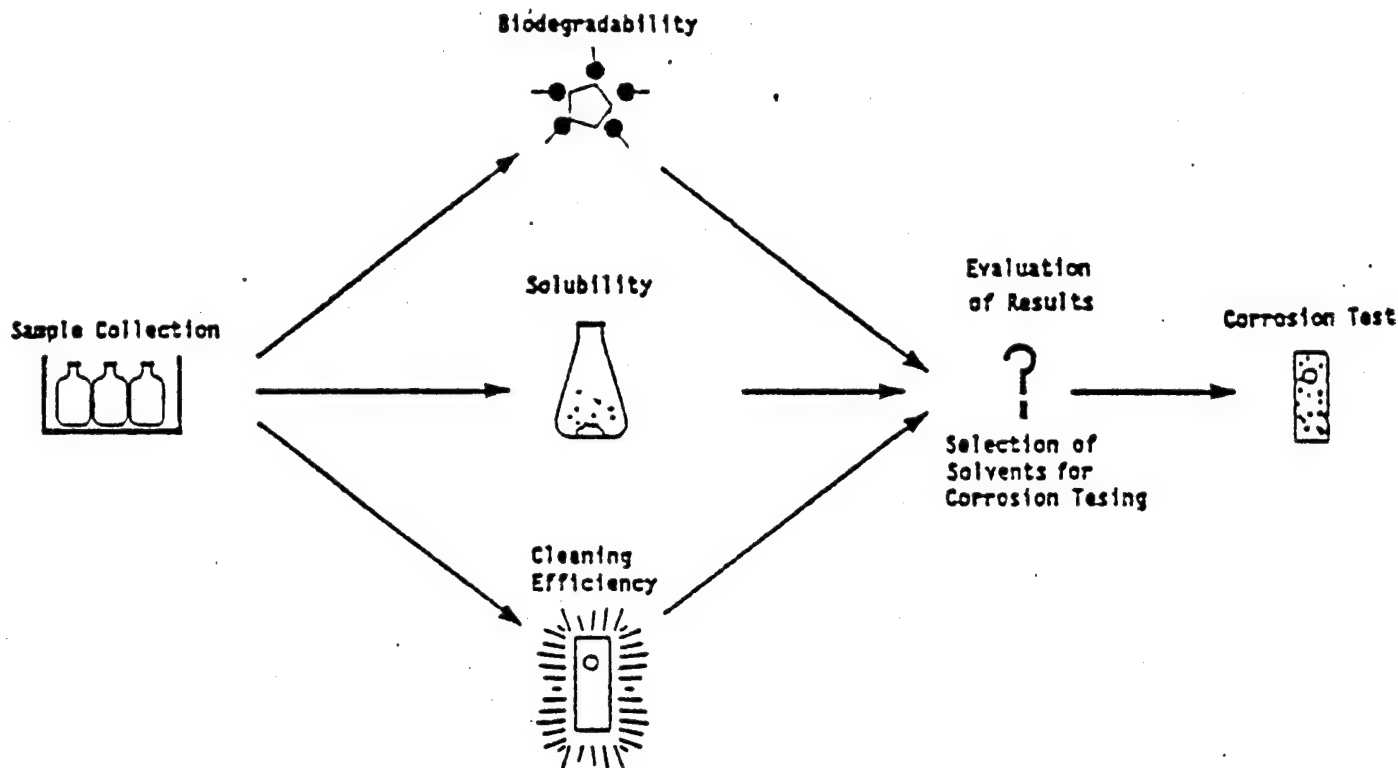 Biodegradability
Solubility
Sample Collection
Evaluation
of Results
Corrosion Test
Selection of
Solvents for
Corrosion Tesing
Cleaning
Efficiency